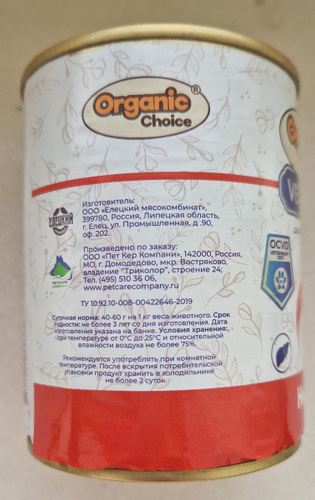 Organic®
Choice
Изготовитель:
ООО «Елецкий мясокомбинат»,
399780, Россия, Липецкая область,
г. Елец, ул. Промышленная, д .90,
оф. 202.
ЕЛЕЦКИЙ
Произведено по заказу:
ООО «Пет Кер Компани», 142000, Россия,
МО, г. Домодедово, мкр. Востряково,
владение "Триколор", строение 24;
Тел. (495) 510 36 06,
www.petcarecompany.ru
ТУ 10.92.10-008-00422646-2019
Суточная норма: 40-60 г на 1 кг веса животного. Срок
годности: не более 3 лет со дня изготовления. Дата
изготовления указана на банке. Условия хранения:
при температуре от 0°С до 25°С и относительной
влажности воздуха не более 75%.
Рекомендуется употреблять при комнатной
температуре. После вскрытия потребительской
упаковки продукт хранить в холодильнике
не более 2 суток.